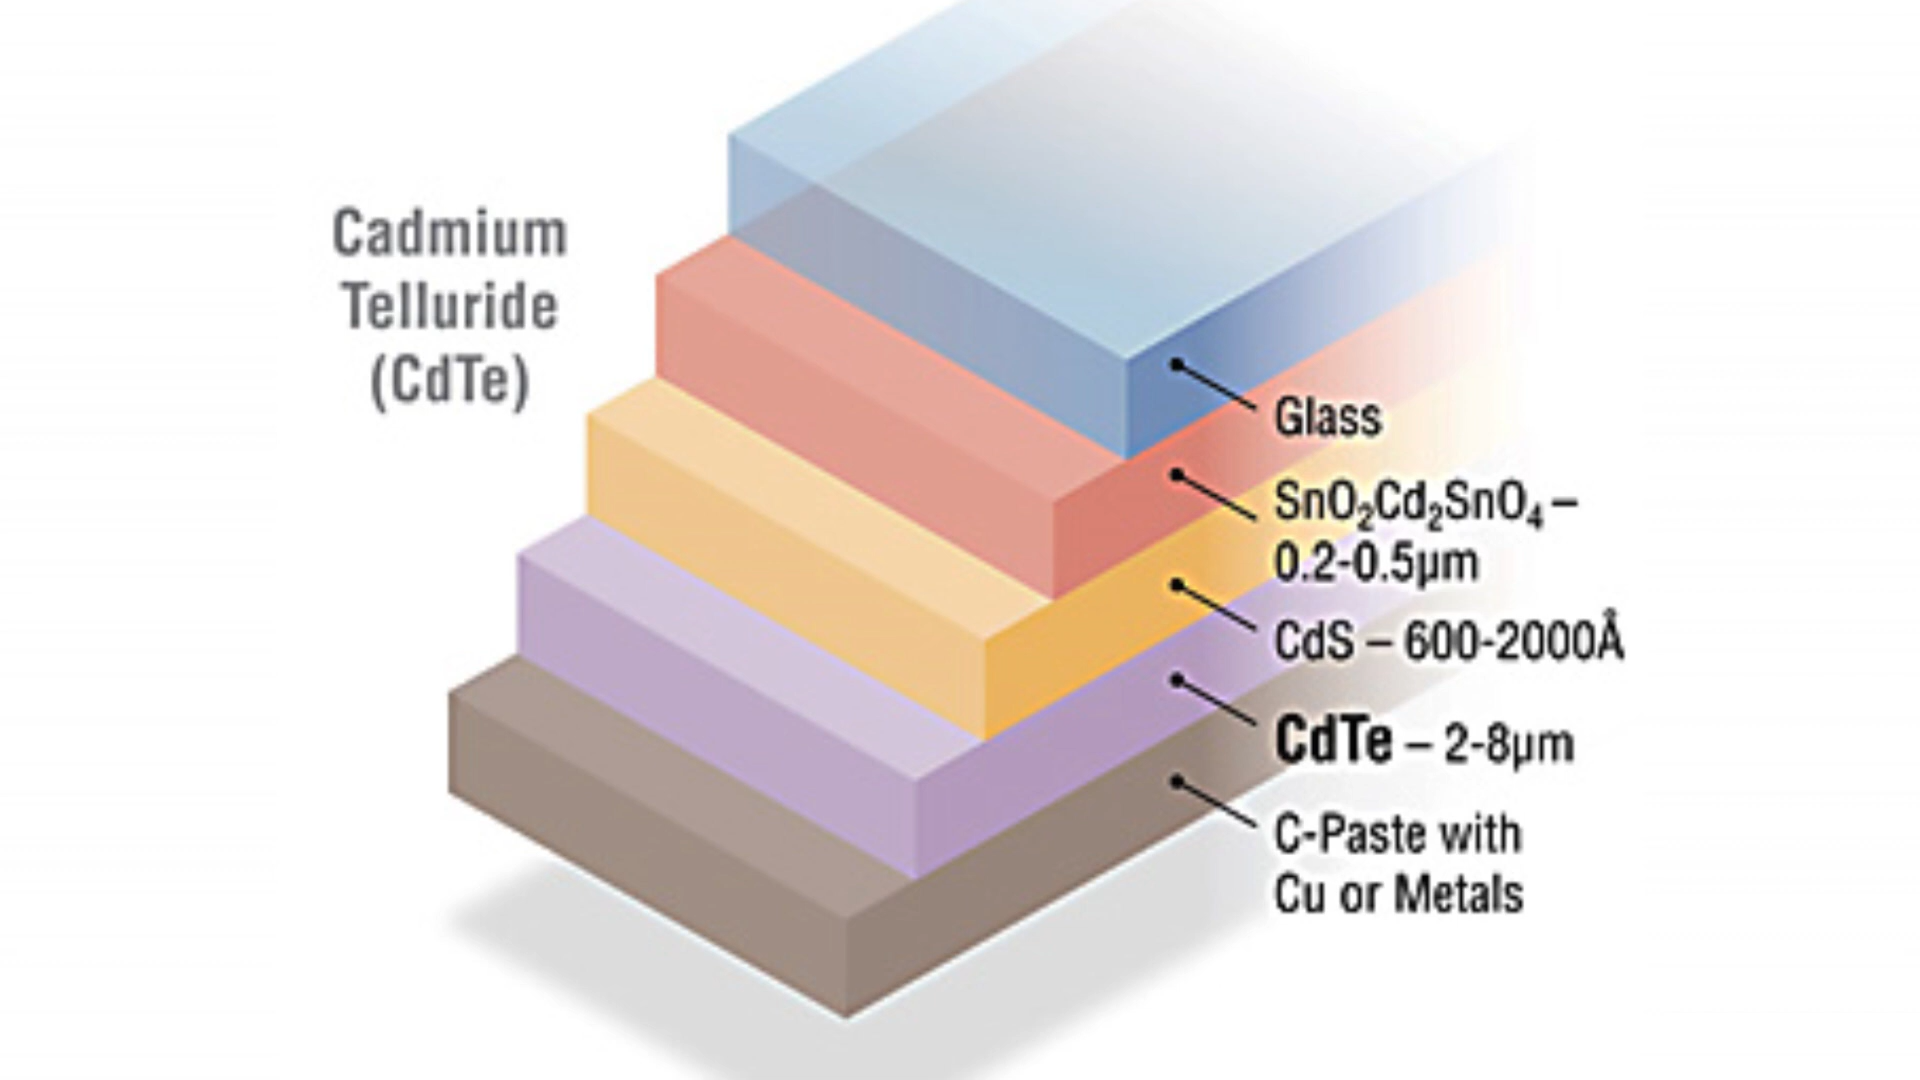 Cadmium
Telluride
(CdTe)
Glass
SnO₂Cd₂SnO₄ –
0.2-0.5µm
CdS – 600-2000Å
CdTe – 2-8µm
C-Paste with
Cu or Metals